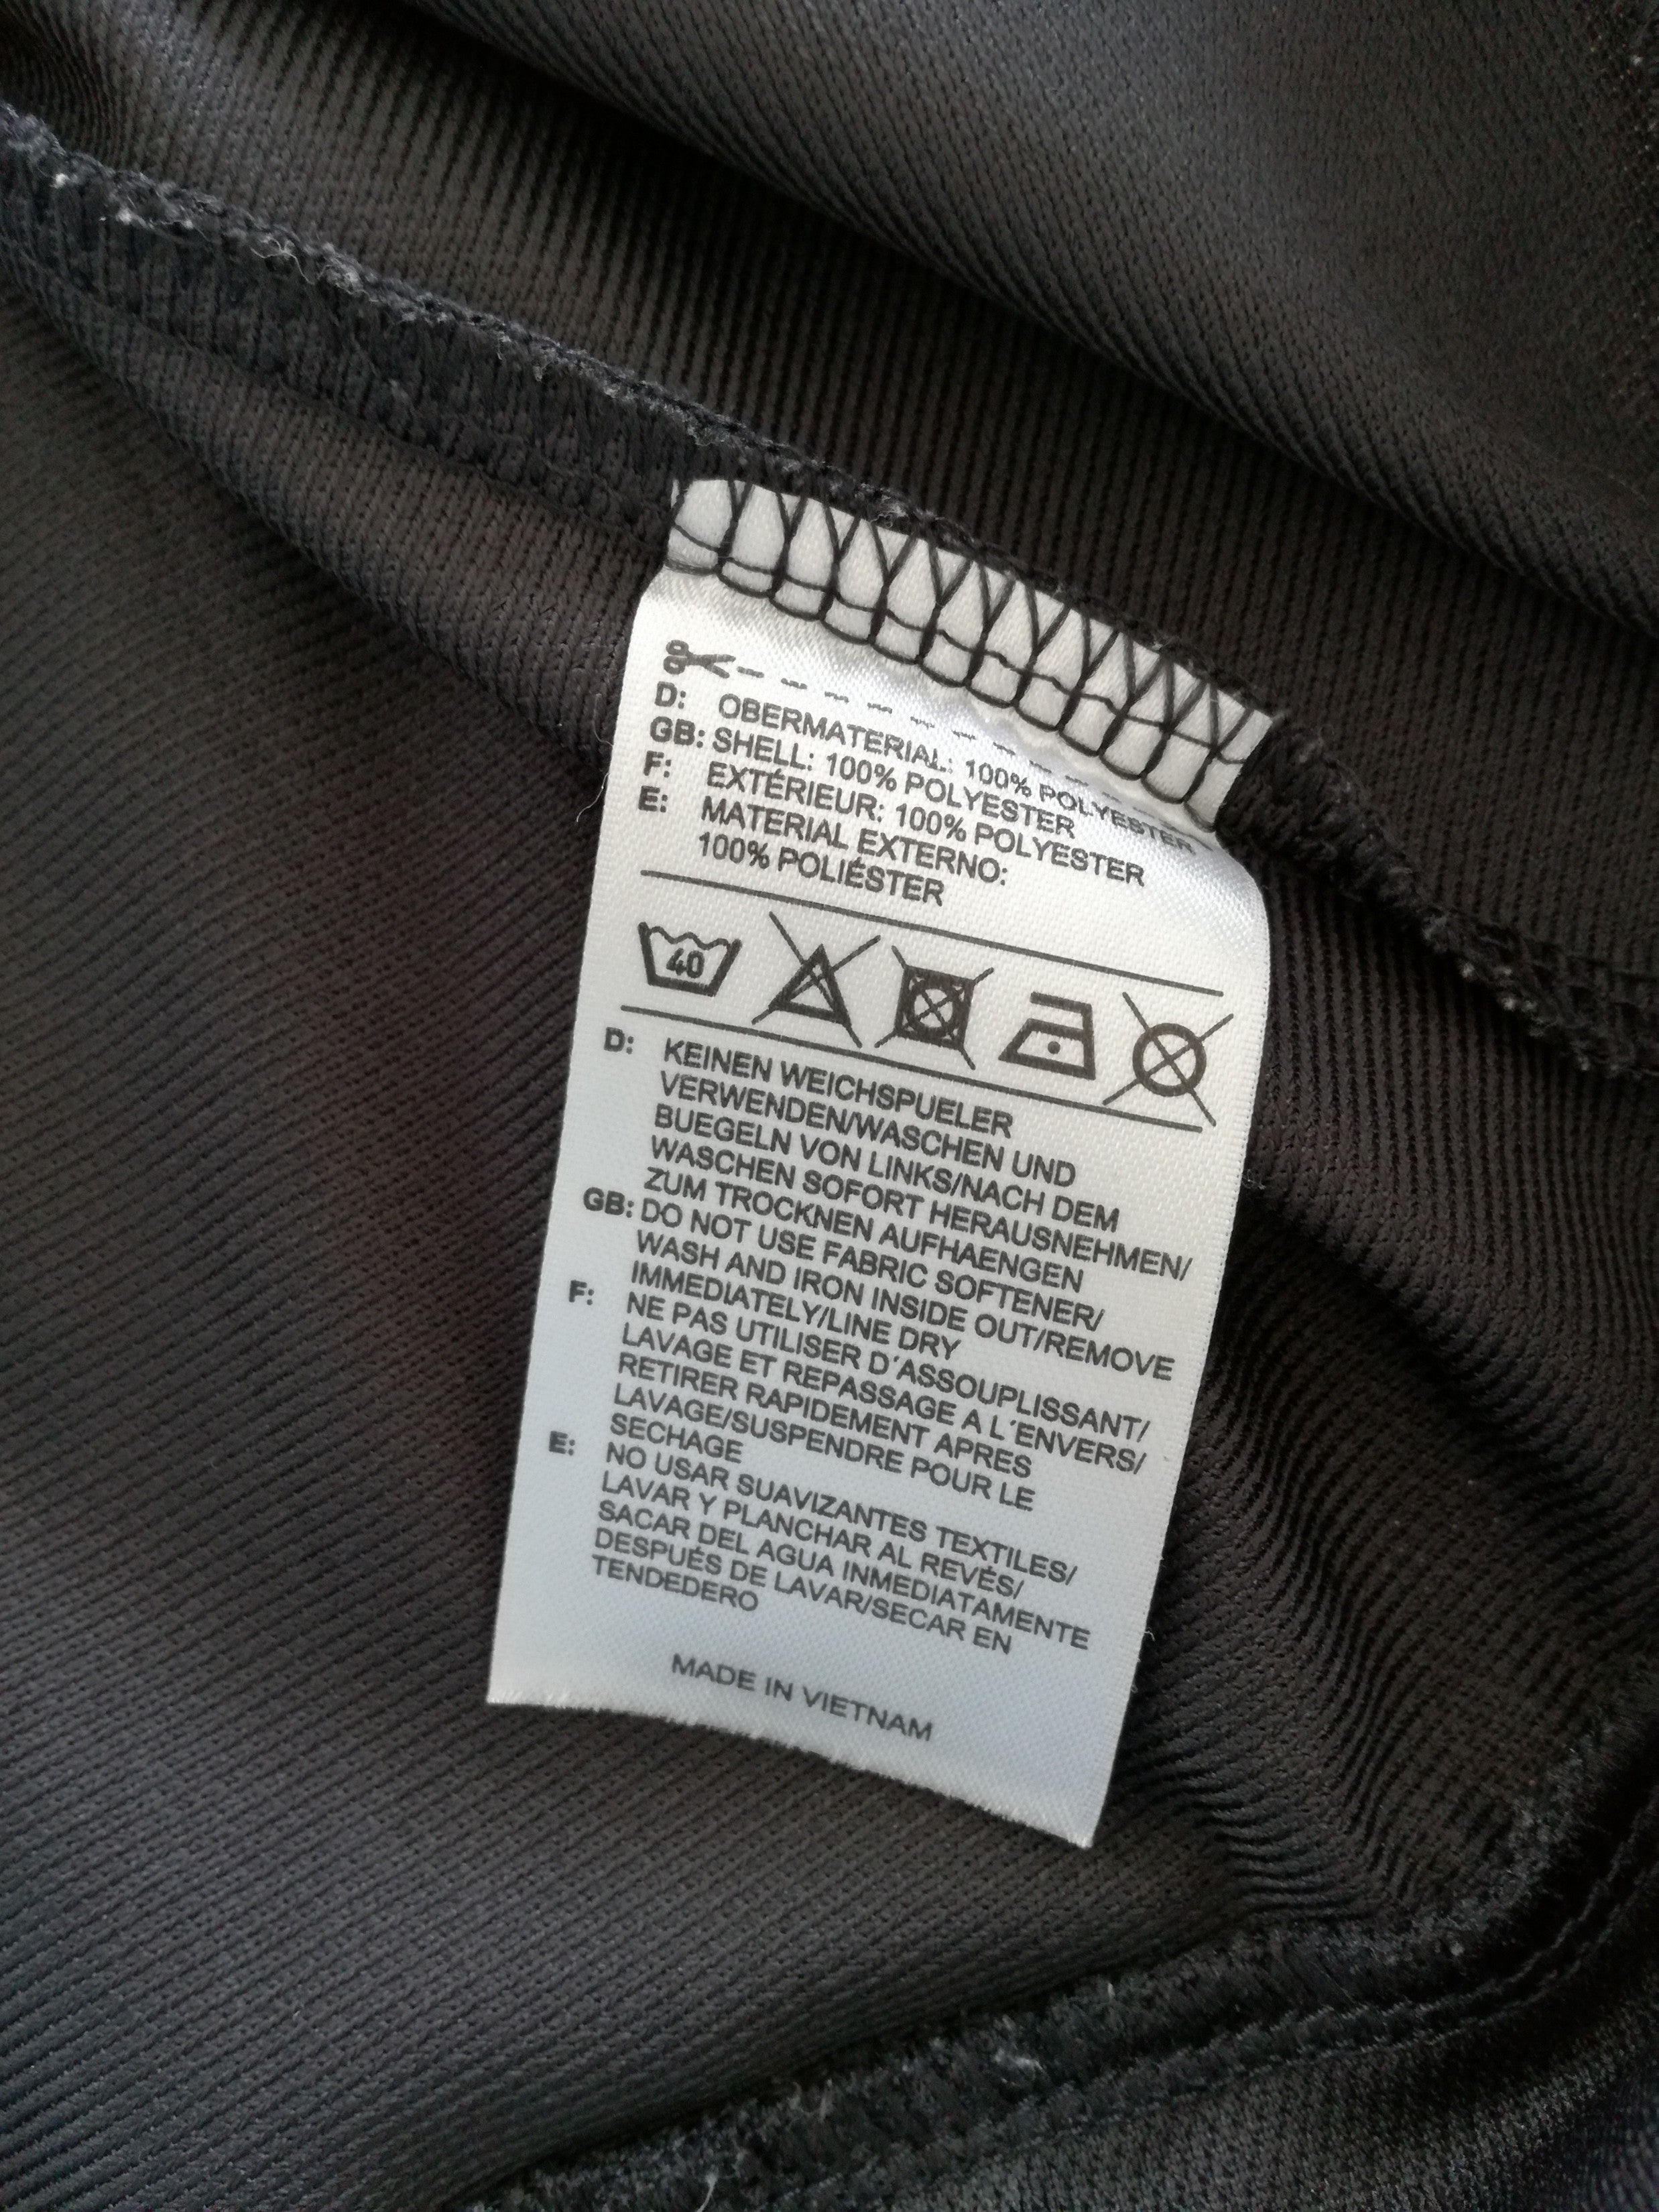 D: OBERMATERIAL: 100% POLYESTER
GB: SHELL: 100% POLYESTER
F: EXTÉRIEUR: 100% POLYESTER
E: MATERIAL EXTERNO:
100% POLIÉSTER
40
D: KEINEN WEICHSPUELER
VERWENDEN/WASCHEN UND
BUEGELN VON LINKS/NACH DEM
WASCHEN SOFORT HERAUSNEHMEN/
ZUM TROCKNEN AUFHAENGEN
GB: DO NOT USE FABRIC SOFTENER/
WASH AND IRON INSIDE OUT/REMOVE
IMMEDIATELY/LINE DRY
F: NE PAS UTILISER D´ASSOUPLISSANT/
LAVAGE ET REPASSAGE A L´ENVERS/
RETIRER RAPIDEMENT APRES
LAVAGE/SUSPENDRE POUR LE
SECHAGE
E: NO USAR SUAVIZANTES TEXTILES/
LAVAR Y PLANCHAR AL REVÉS/
SACAR DEL AGUA INMEDIATAMENTE
DESPUÉS DE LAVAR/SECAR EN
TENDEDERO
MADE IN VIETNAM